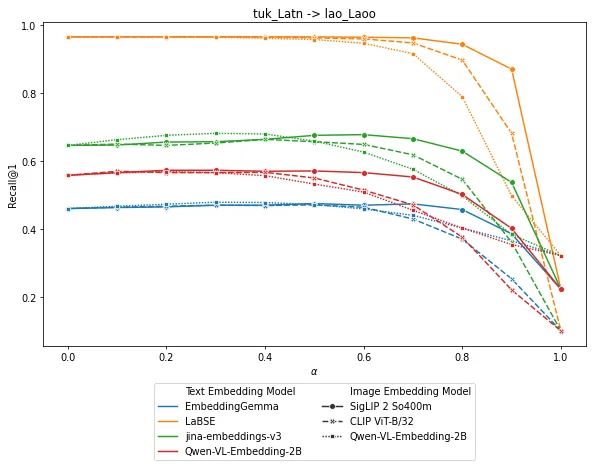 tuk_Latn -> lao_Laoo
Recall@1
1.0
0.8
0.6
0.4
0.2
0.0 0.2 0.4 0.6 0.8 1.0
α
Text Embedding Model Image Embedding Model
EmbeddingGemma SigLIP 2 So400m
LaBSE CLIP ViT-B/32
jina-embeddings-v3 Qwen-VL-Embedding-2B
Qwen-VL-Embedding-2B